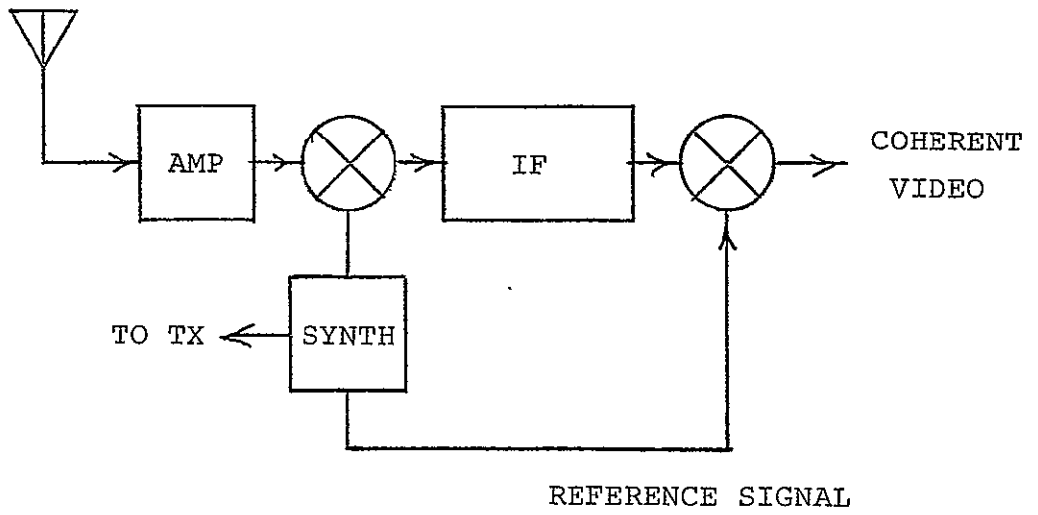 AMP
IF
COHERENT
VIDEO
TO TX
SYNTH
REFERENCE SIGNAL